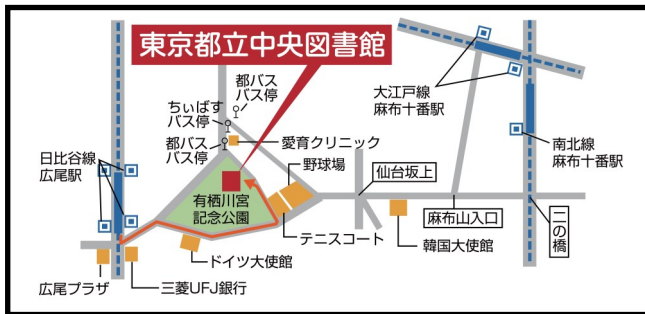 東京都立中央図書館
都バス
バス停
ちぃばす
バス停
都バス
バス停
愛育クリニック
野球場
大江戸線
麻布十番駅
南北線
麻布十番駅
日比谷線
広尾駅
仙台坂上
有栖川宮
記念公園
麻布山入口
二の橋
テニスコート
韓国大使館
ドイツ大使館
広尾プラザ
三菱UFJ銀行